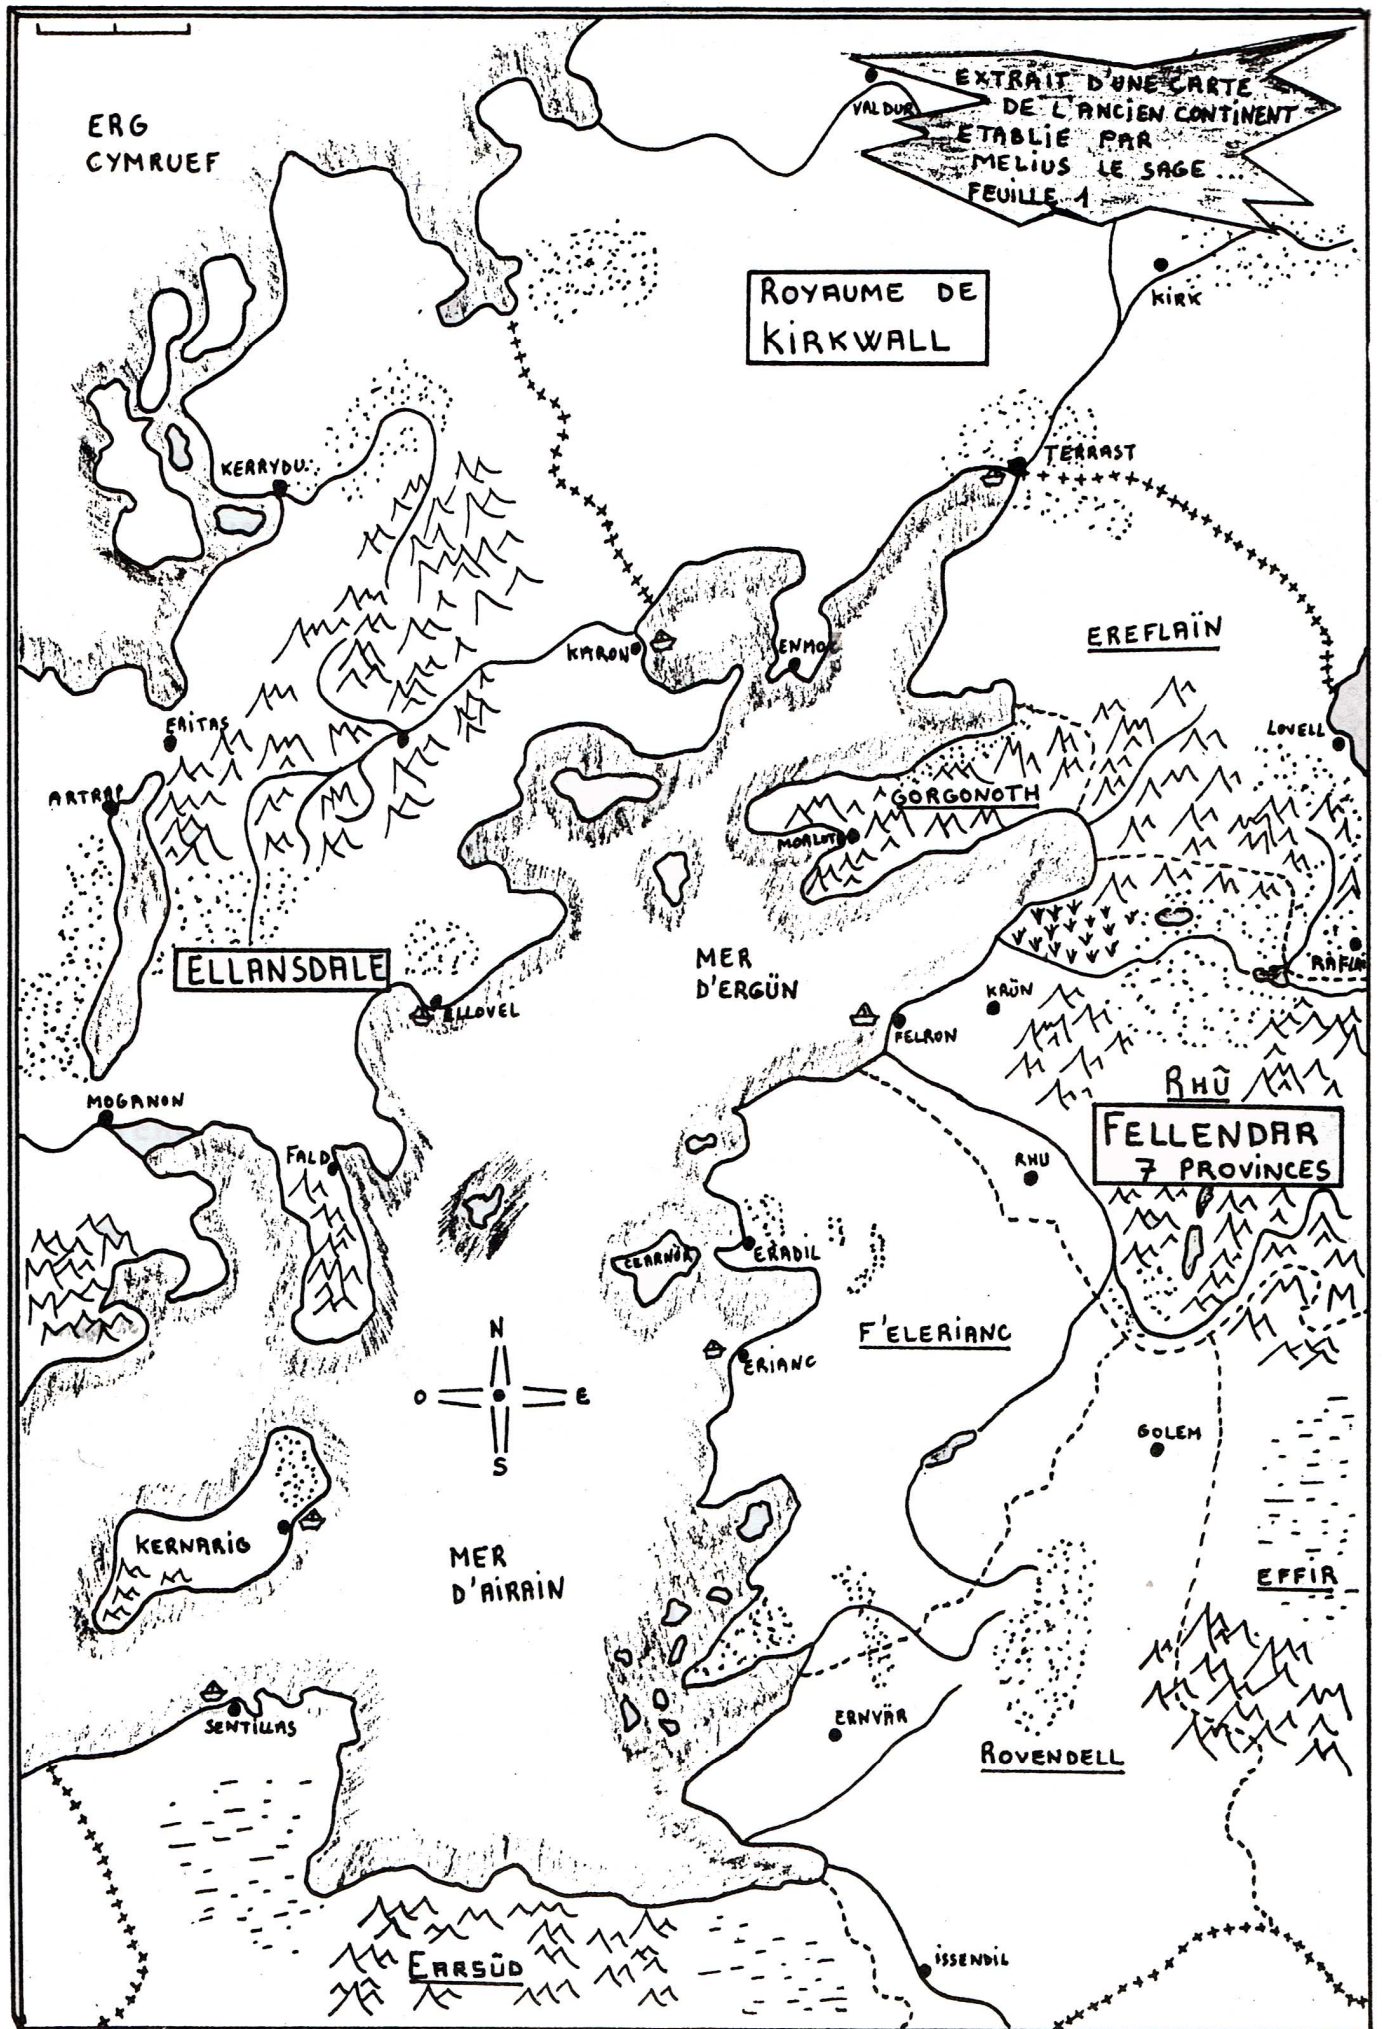 ERG
CYMRUEF
VALDUR
EXTRAIT D'UNE CARTE
DE L'ANCIEN CONTINENT
ETABLIE PAR
MELIUS LE SAGE...
FEUILLE 1
ROYAUME DE
KIRKWALL
KIRK
KERRYDU
TERRAST
EREFLAÏN
KARON
ENMOC
ERITAS
LOVELL
ARTRAP
GORGONOTH
ELLANSDALE
MER
D'ERGÜN
ELLOVEL
KRÜN
FELRON
RHÛ
MOGANON
FELLENDAR
7 PROVINCES
FALD
RHU
ERADIL
F'ELERIANC
ERIANC
N
O
E
S
GOLEM
KERNARIG
MER
D'AIRAIN
EFFIR
SENTILLAS
ERNVÄR
ROVENDELL
EARSÜD
ISSENDIL